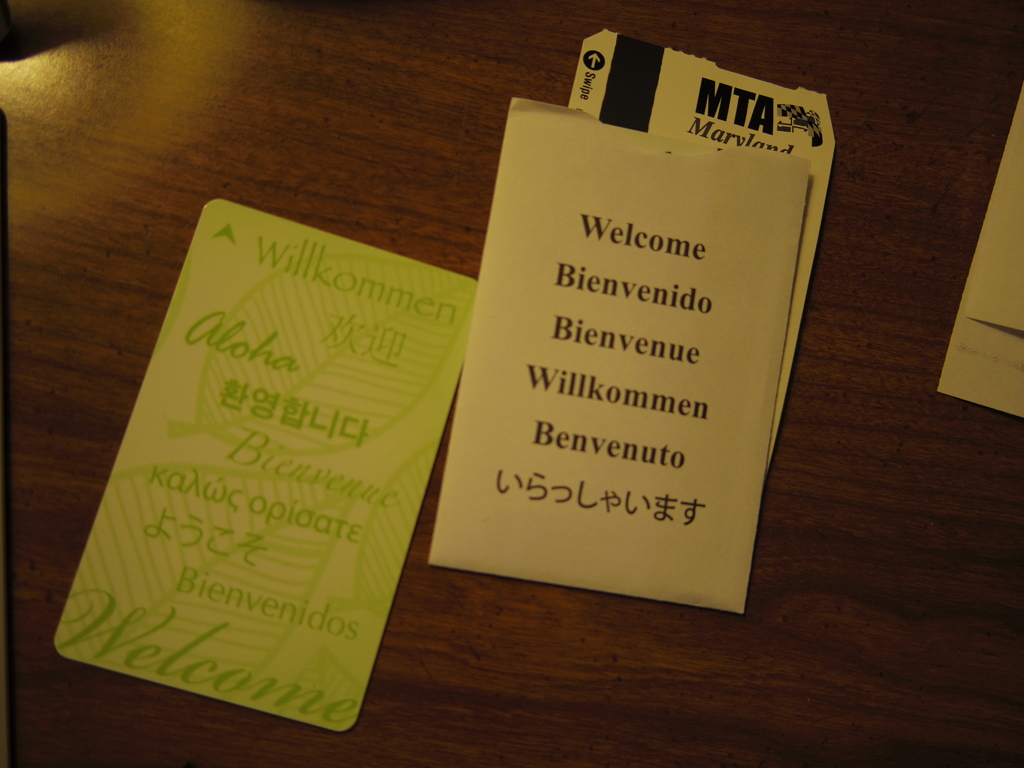 Willkommen
欢迎
Aloha
환영합니다
Bienvenue
καλώς ορίσατε
ようこそ
Bienvenidos
Welcome
Swipe
MTA
Maryland
Welcome
Bienvenido
Bienvenue
Willkommen
Benvenuto
いらっしゃいます